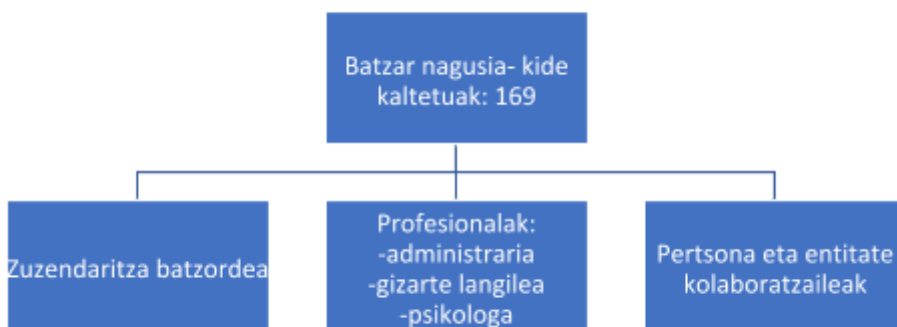 Batzar nagusia- kide
kaltetuak: 169
Zuzendaritza batzordea
Profesionalak:
-administraria
-gizarte langilea
-psikologa
Pertsona eta entitate
kolaboratzaileak